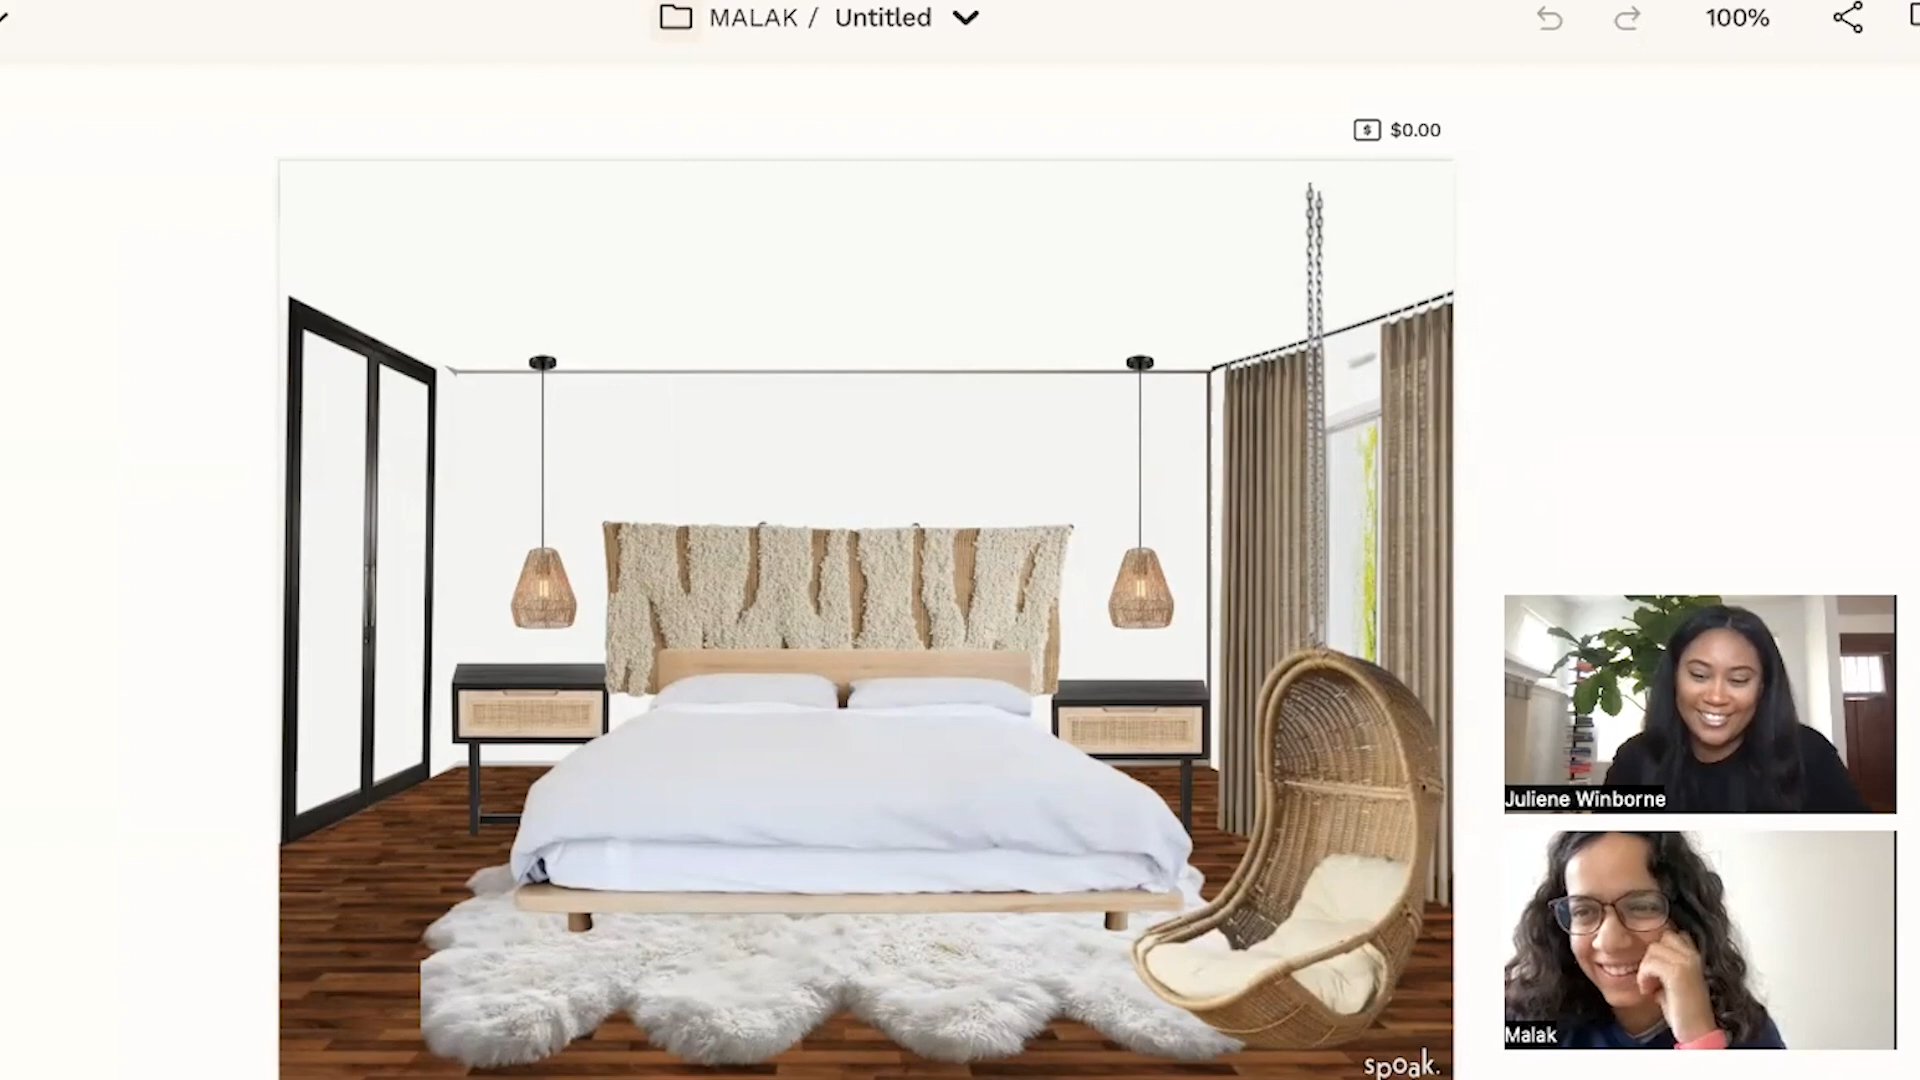 MALAK / Untitled
100%
$0.00
Juliene Winborne
Malak
spoak.